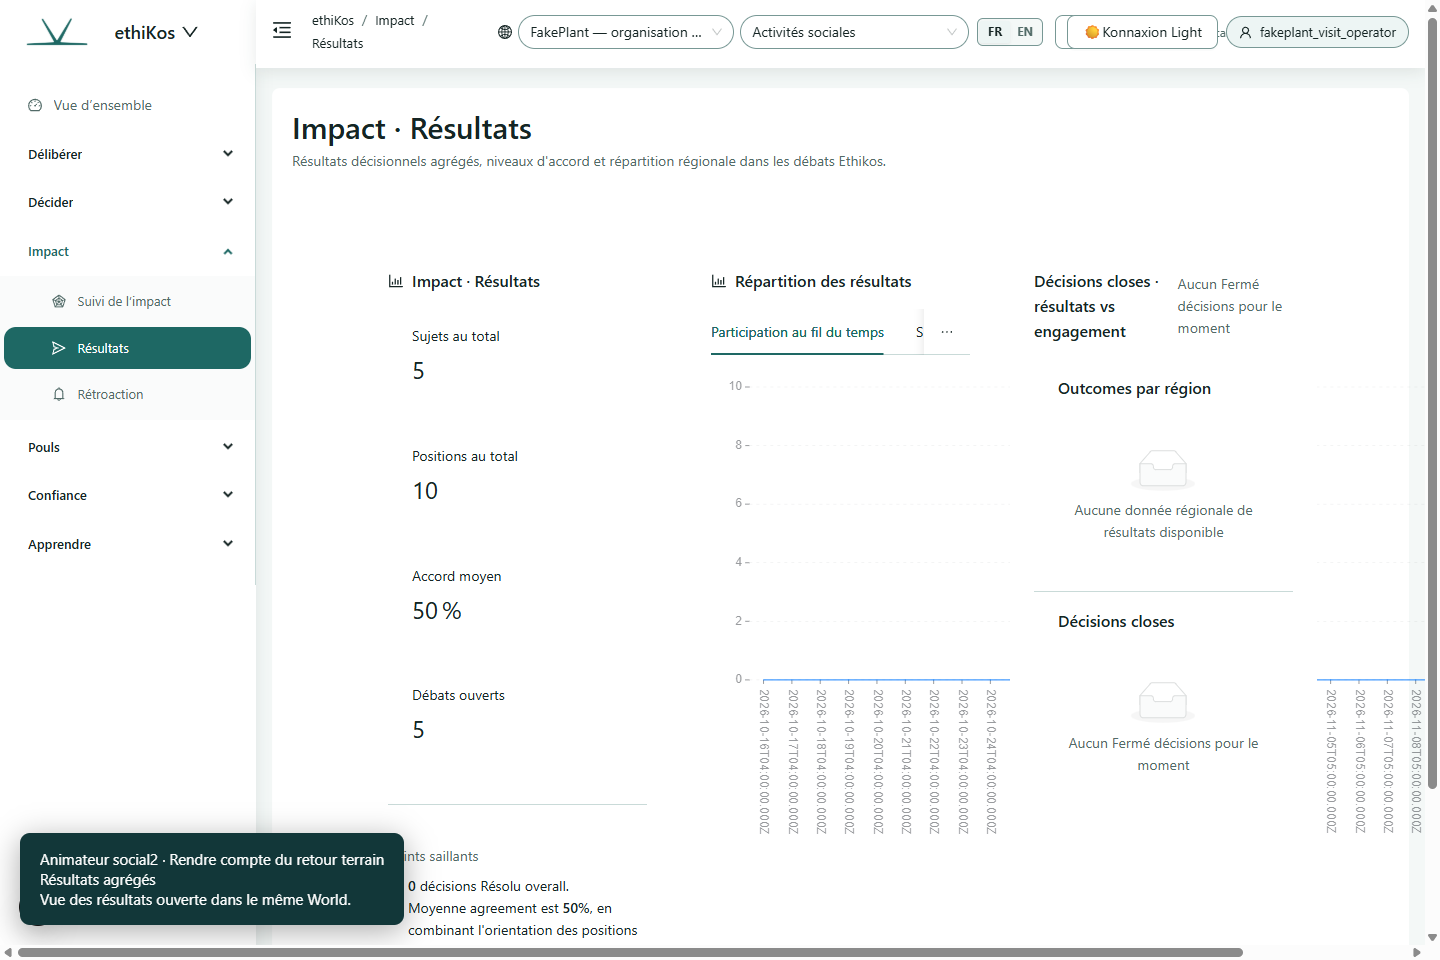 ethiKos
ethiKos / Impact /
Résultats
FakePlant — organisation ...
Activités sociales
FR EN
Konnaxion Light
fakeplant_visit_operator
Vue d'ensemble
Délibérer
Décider
Impact
Suivi de l'impact
Résultats
Rétroaction
Pouls
Confiance
Apprendre
Impact · Résultats
Résultats décisionnels agrégés, niveaux d'accord et répartition régionale dans les débats Ethikos.
Impact · Résultats
Sujets au total
5
Positions au total
10
Accord moyen
50 %
Débats ouverts
5
ints saillants
0 décisions Résolu overall.
Moyenne agreement est 50%, en
combinant l'orientation des positions
Répartition des résultats
Participation au fil du temps
S ···
10
8
6
4
2
0
2026-10-16T04:00:00.000Z
2026-10-17T04:00:00.000Z
2026-10-18T04:00:00.000Z
2026-10-19T04:00:00.000Z
2026-10-20T04:00:00.000Z
2026-10-21T04:00:00.000Z
2026-10-22T04:00:00.000Z
2026-10-23T04:00:00.000Z
2026-10-24T04:00:00.000Z
Décisions closes ·
résultats vs
engagement
Aucun Fermé
décisions pour le
moment
Outcomes par région
Aucune donnée régionale de
résultats disponible
Décisions closes
Aucun Fermé décisions pour le
moment
2026-11-05T05:00:00.000Z
2026-11-06T05:00:00.000Z
2026-11-07T05:00:00.000Z
2026-11-08T05:00:00.000Z
Animateur social2 · Rendre compte du retour terrain
Résultats agrégés
Vue des résultats ouverte dans le même World.